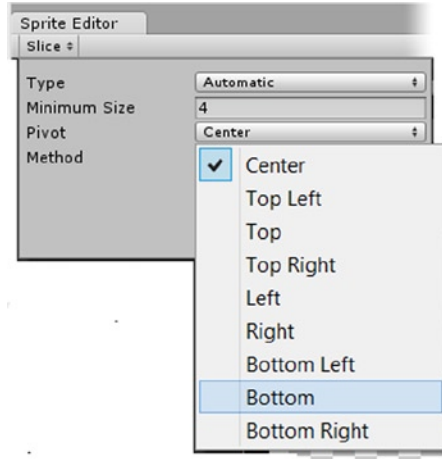 Sprite Editor
Slice
Type Automatic
Minimum Size 4
Pivot Center
Method
Center
Top Left
Top
Top Right
Left
Right
Bottom Left
Bottom
Bottom Right